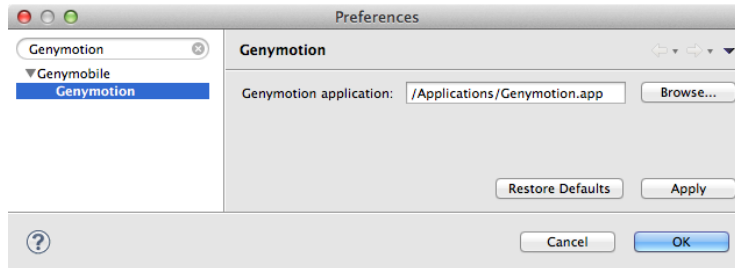 Preferences
Genymotion
Genymobile
Genymotion
Genymotion
Genymotion application: /Applications/Genymotion.app Browse...
Restore Defaults Apply
? Cancel OK